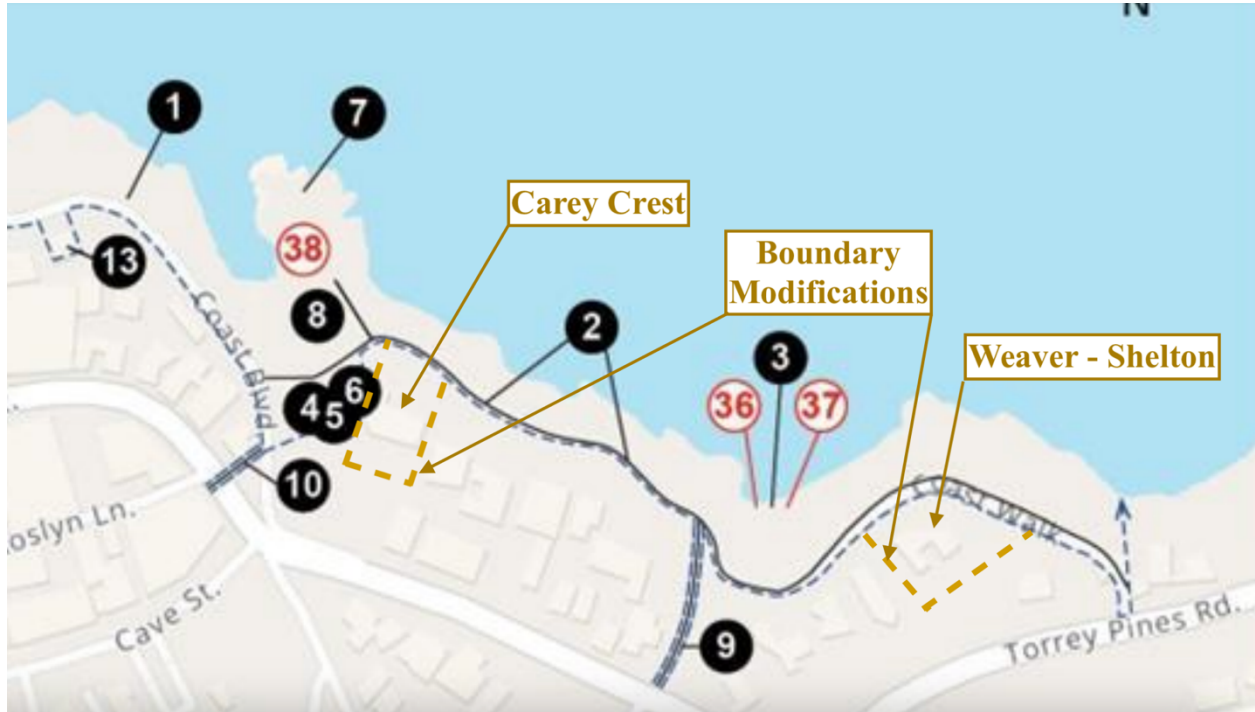 N
1
7
Carey Crest
38
Boundary
Modifications
13
8
2
Weaver - Shelton
3
Coast Blvd.
6
4
5
36
37
10
Coast Walk
oslyn Ln.
Cave St.
9
Torrey Pines Rd.